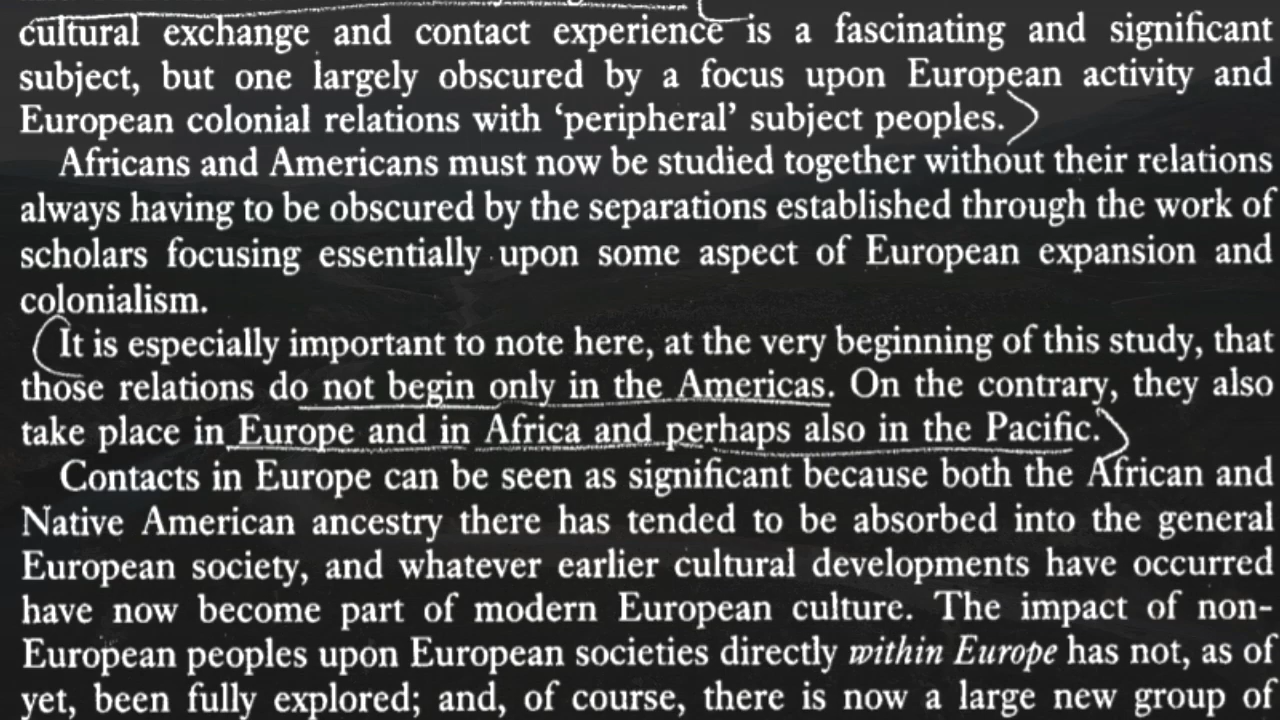 cultural exchange and contact experience is a fascinating and significant
subject, but one largely obscured by a focus upon European activity and
European colonial relations with ‘peripheral’ subject peoples.
Africans and Americans must now be studied together without their relations
always having to be obscured by the separations established through the work of
scholars focusing essentially upon some aspect of European expansion and
colonialism.
It is especially important to note here, at the very beginning of this study, that
those relations do not begin only in the Americas. On the contrary, they also
take place in Europe and in Africa and perhaps also in the Pacific.
Contacts in Europe can be seen as significant because both the African and
Native American ancestry there has tended to be absorbed into the general
European society, and whatever earlier cultural developments have occurred
have now become part of modern European culture. The impact of non-
European peoples upon European societies directly within Europe has not, as of
yet, been fully explored; and, of course, there is now a large new group of